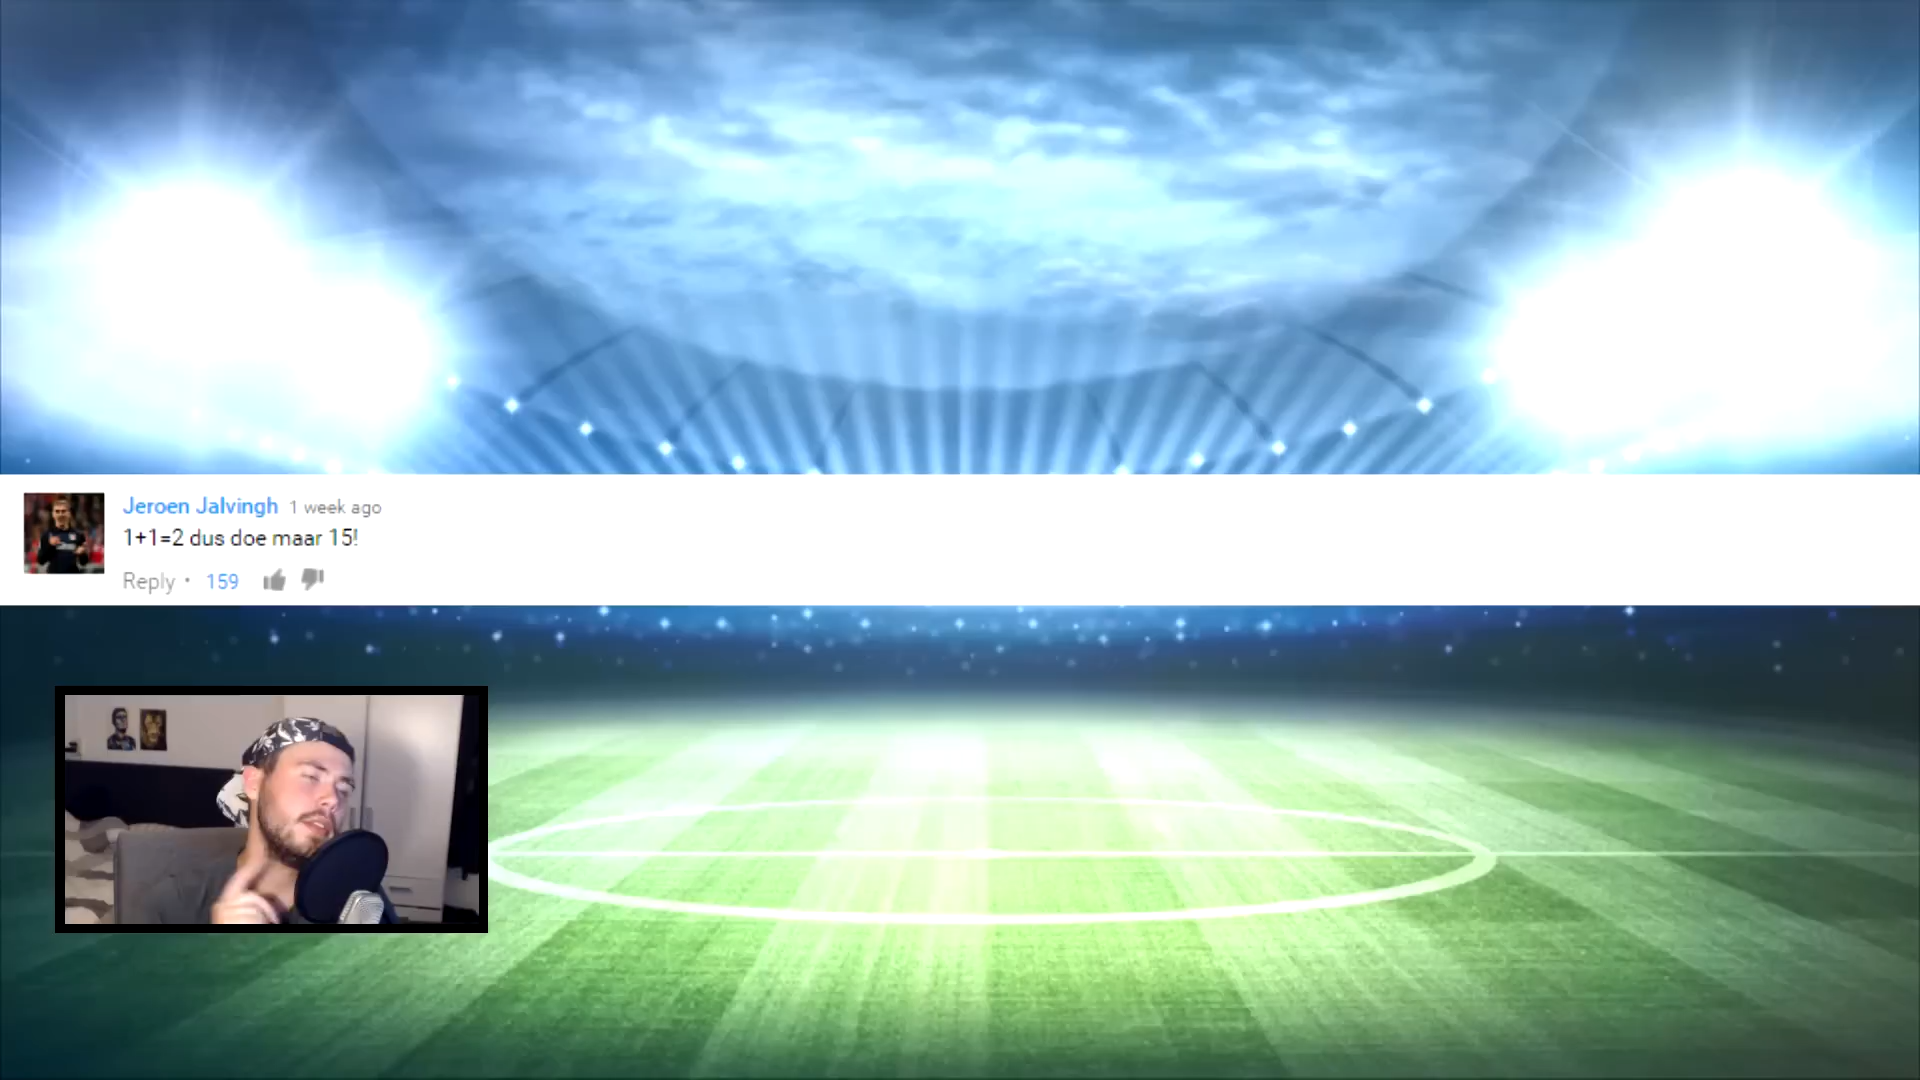 Jeroen Jalvingh 1 week ago
1+1=2 dus doe maar 15!
Reply • 159